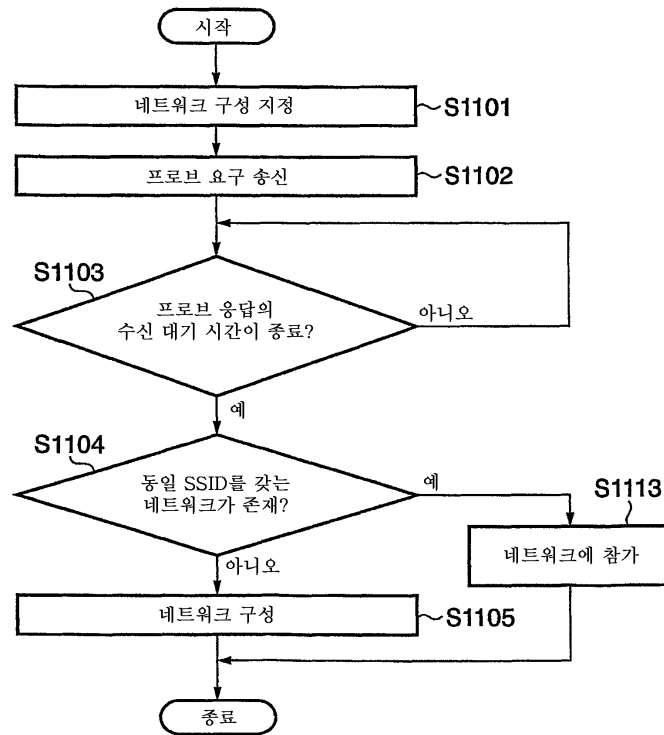 시작
네트워크 구성 지정
S1101
프로브 요구 송신
S1102
S1103
프로브 응답의
수신 대기 시간이 종료?
아니오
예
S1104
동일 SSID를 갖는
네트워크가 존재?
예
S1113
네트워크에 참가
아니오
네트워크 구성
S1105
종료